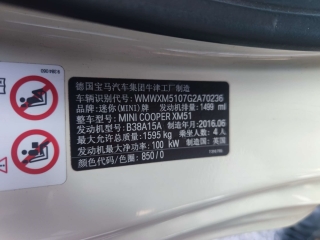 德国宝马汽车集团牛津工厂制造
车辆识别代号: WMWXM5107G2A70236
品牌: 迷你(MINI)牌 发动机排量: 1499 ml
整车型号: MINI COOPER XM51
发动机型号: B38A15A 制造年月: 2016.06
最大允许总质量: 1595 kg 乘坐人数: 4 人
发动机最大净功率: 100 kW 制造国: 英国
颜色代码/色圈: 850/0